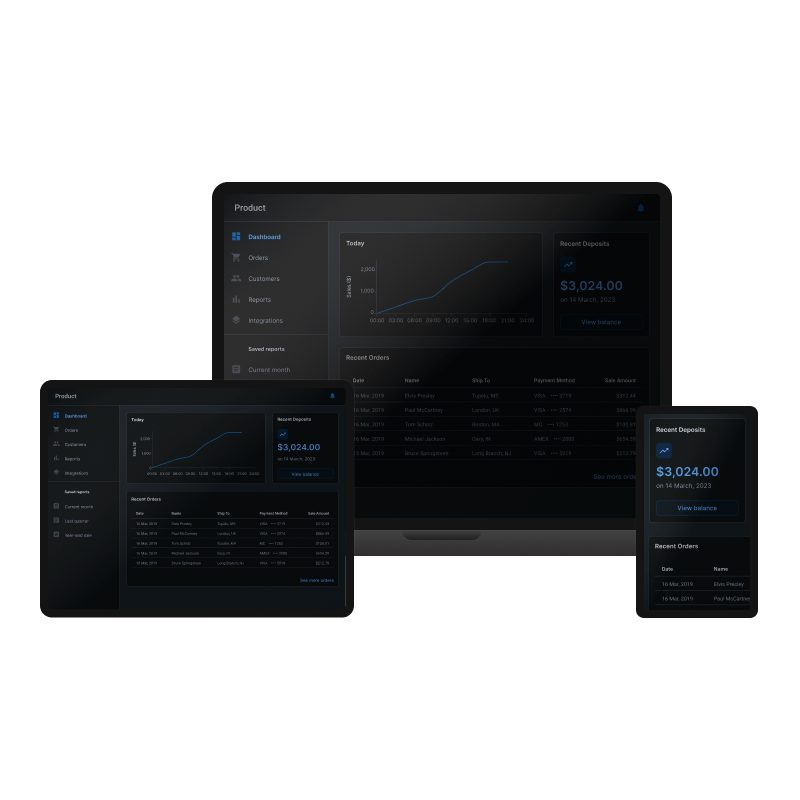 Product
Dashboard
Orders
Customers
Reports
Integrations
Saved reports
Current month
Today
Sales ($)
2,000
1,000
0
00:00 03:00 06:00 09:00 12:00 15:00 18:00 21:00 24:00
Recent Deposits
$3,024.00
on 14 March, 2023
View balance
Recent Orders
Date Name Ship To Payment Method Sale Amount
16 Mar, 2019 Elvis Presley Tupelo, MS VISA •••• 3719 $312.44
16 Mar, 2019 Paul McCartney London, UK VISA •••• 2574 $866.99
16 Mar, 2019 Tom Scholz Boston, MA MC •••• 1253
16 Mar, 2019 Michael Jackson Gary, IN AMEX •••• 2000 $654.39
15 Mar, 2019 Bruce Springsteen Long Branch, NJ VISA •••• 5919 $212.79
See more orders
Product
Dashboard
Orders
Customers
Reports
Integrations
Saved reports
Current month
Last quarter
Year-end sale
Today
Sales ($)
2,000
1,000
0
00:00 03:00 06:00 09:00 12:00 15:00 18:00 21:00 24:00
Recent Deposits
$3,024.00
on 14 March, 2023
View balance
Recent Orders
Date Name Ship To Payment Method Sale Amount
16 Mar, 2019 Elvis Presley Tupelo, MS VISA •••• 3719 $312.44
16 Mar, 2019 Paul McCartney London, UK VISA •••• 2574 $866.99
16 Mar, 2019 Tom Scholz Boston, MA MC •••• 1253
16 Mar, 2019 Michael Jackson Gary, IN AMEX •••• 2000 $654.39
15 Mar, 2019 Bruce Springsteen Long Branch, NJ VISA •••• 5919 $212.79
See more orders
Recent Deposits
$3,024.00
on 14 March, 2023
View balance
Recent Orders
Date Name
16 Mar, 2019 Elvis Presley
16 Mar, 2019 Paul McCartney